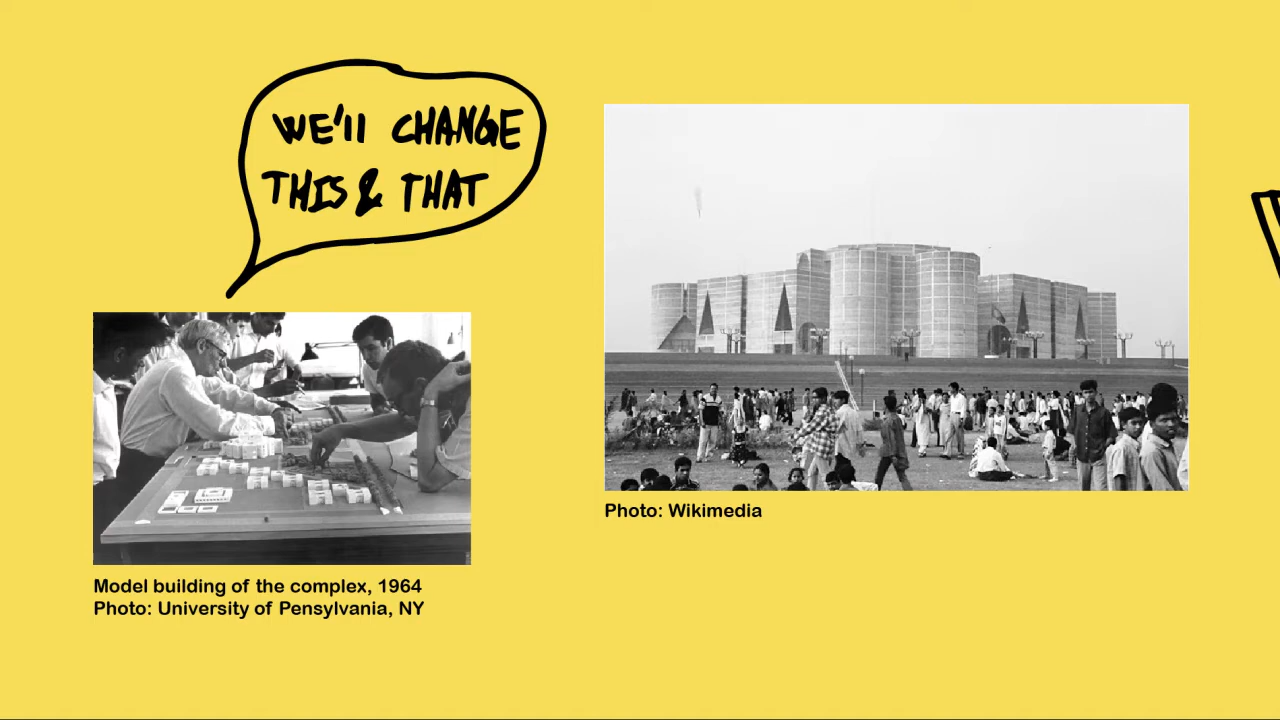 WE'll CHANGE
THIS & THAT
Photo: Wikimedia
Model building of the complex, 1964
Photo: University of Pensylvania, NY